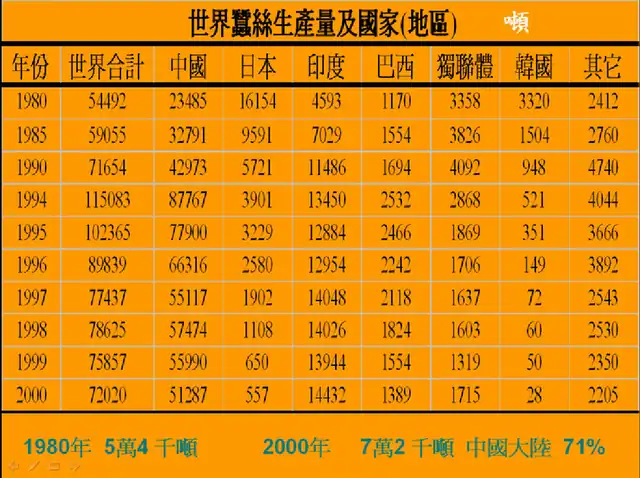 世界蠶絲生產量及國家(地區) 噸
年份 世界合計 中國 日本 印度 巴西 獨聯體 韓國 其它
1980 54492 23485 16154 4593 1170 3358 3320 2412
1985 59055 32791 9591 7029 1554 3826 1504 2760
1990 71654 42973 5721 11486 1694 4092 948 4740
1994 115083 87767 3901 13450 2532 2868 521 4044
1995 102365 77900 3229 12884 2466 1869 351 3666
1996 89839 66316 2580 12954 2242 1706 149 3892
1997 77437 55117 1902 14048 2118 1637 72 2543
1998 78625 57474 1108 14026 1824 1603 60 2530
1999 75857 55990 650 13944 1554 1319 50 2350
2000 72020 51287 557 14432 1389 1715 28 2205
1980年 5萬4 千噸 2000年 7萬2 千噸 中國大陸 71%